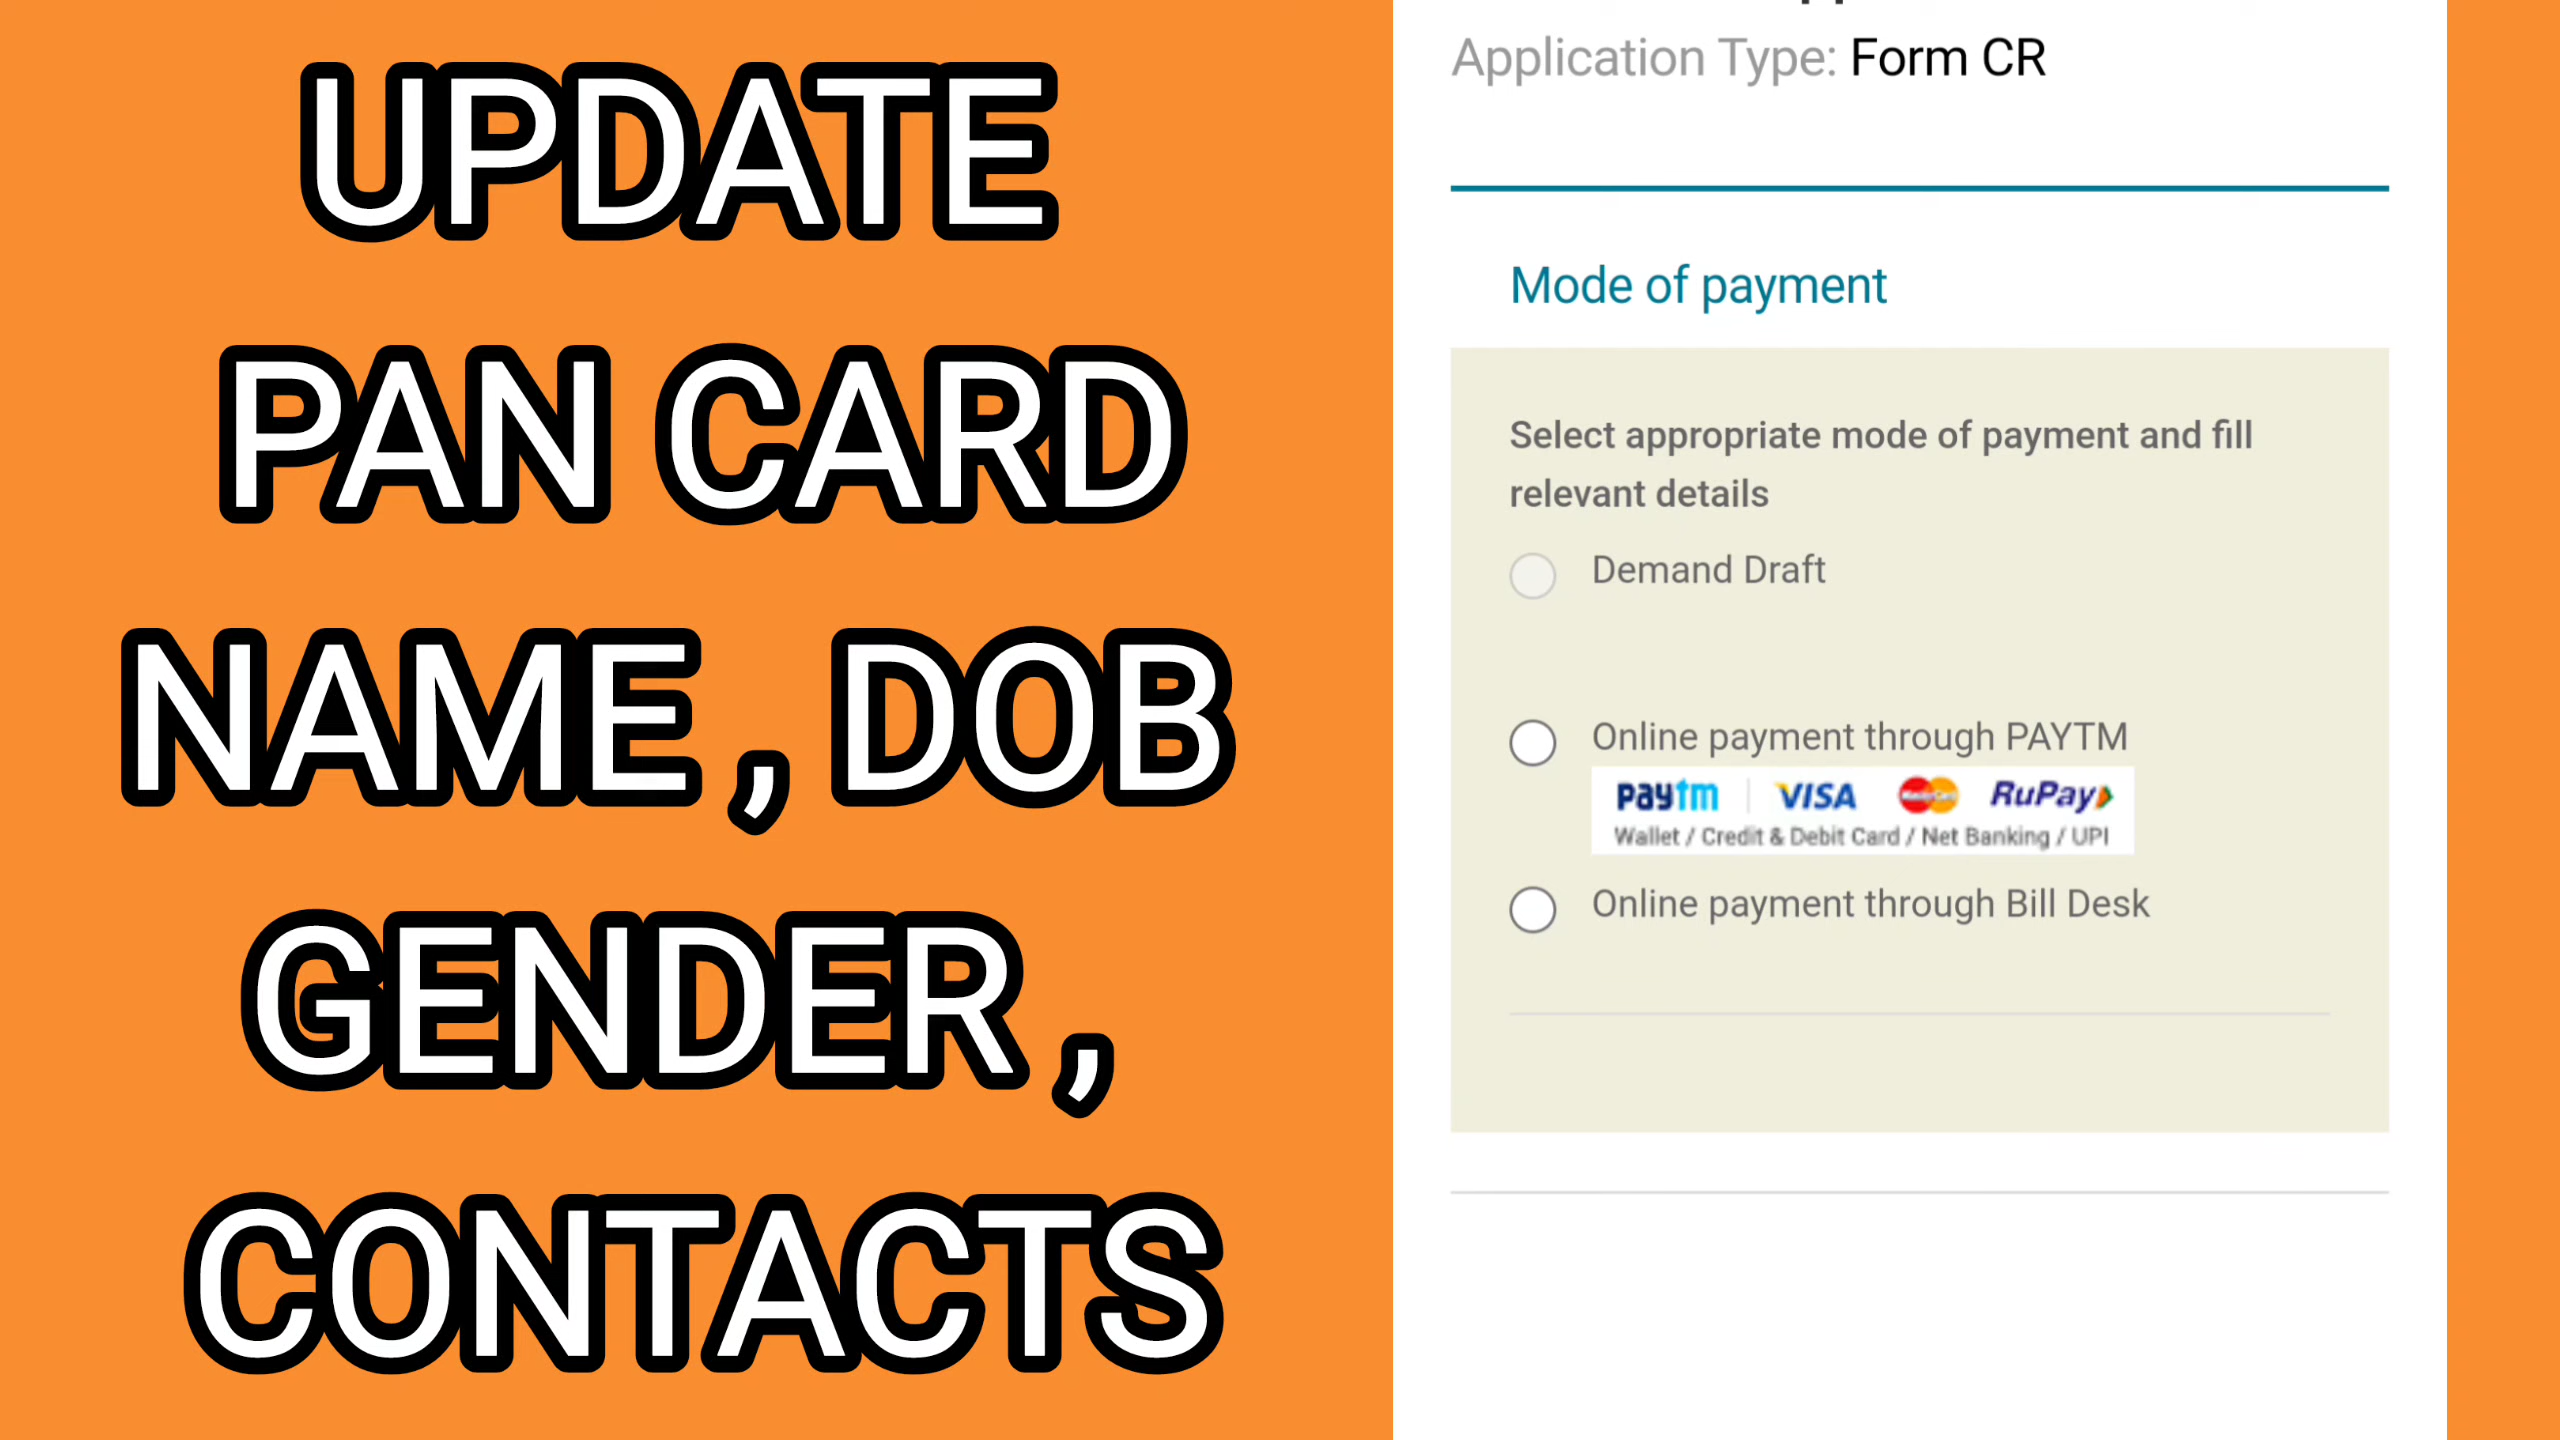 UPDATE
PAN CARD
NAME , DOB
GENDER ,
CONTACTS
Application Type: Form CR
Mode of payment
Select appropriate mode of payment and fill
relevant details
Demand Draft
Online payment through PAYTM
paytm | VISA MasterCard RuPay
Wallet / Credit & Debit Card / Net Banking / UPI
Online payment through Bill Desk